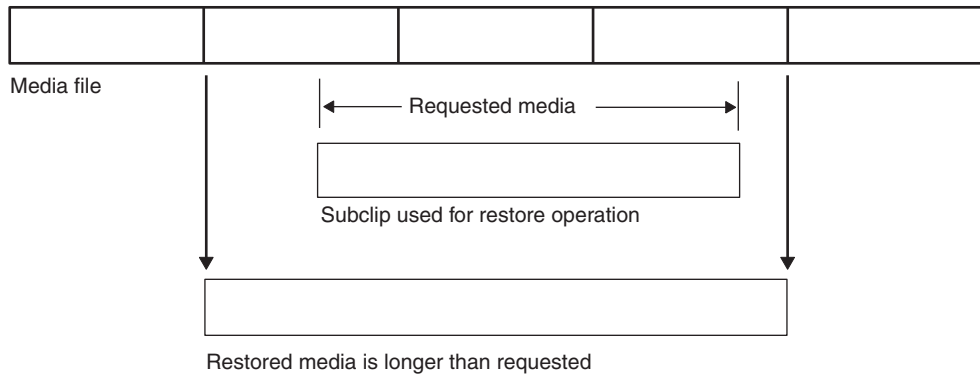 Media file
Requested media
Subclip used for restore operation
Restored media is longer than requested